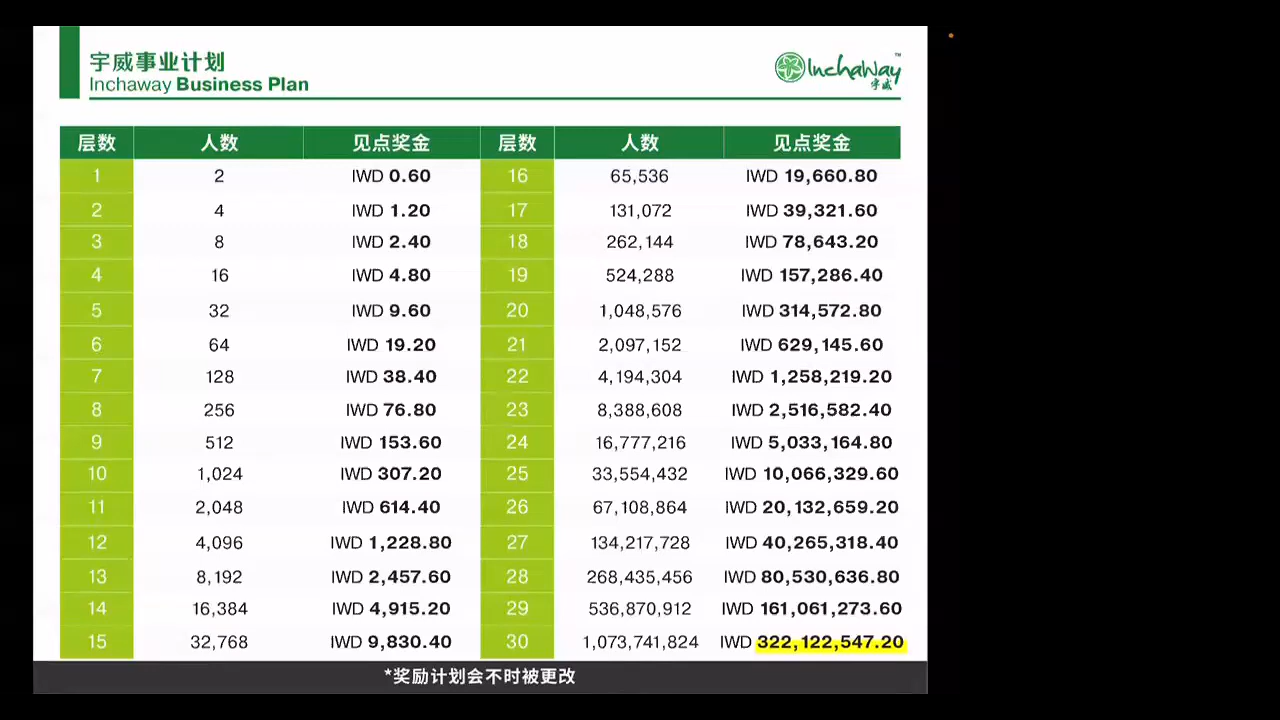 宇威事业计划
Inchaway Business Plan
Inchaway™
宇威
层数 人数 见点奖金 层数 人数 见点奖金
1 2 IWD 0.60 16 65,536 IWD 19,660.80
2 4 IWD 1.20 17 131,072 IWD 39,321.60
3 8 IWD 2.40 18 262,144 IWD 78,643.20
4 16 IWD 4.80 19 524,288 IWD 157,286.40
5 32 IWD 9.60 20 1,048,576 IWD 314,572.80
6 64 IWD 19.20 21 2,097,152 IWD 629,145.60
7 128 IWD 38.40 22 4,194,304 IWD 1,258,219.20
8 256 IWD 76.80 23 8,388,608 IWD 2,516,582.40
9 512 IWD 153.60 24 16,777,216 IWD 5,033,164.80
10 1,024 IWD 307.20 25 33,554,432 IWD 10,066,329.60
11 2,048 IWD 614.40 26 67,108,864 IWD 20,132,659.20
12 4,096 IWD 1,228.80 27 134,217,728 IWD 40,265,318.40
13 8,192 IWD 2,457.60 28 268,435,456 IWD 80,530,636.80
14 16,384 IWD 4,915.20 29 536,870,912 IWD 161,061,273.60
15 32,768 IWD 9,830.40 30 1,073,741,824 IWD 322,122,547.20
*奖励计划会不时被更改